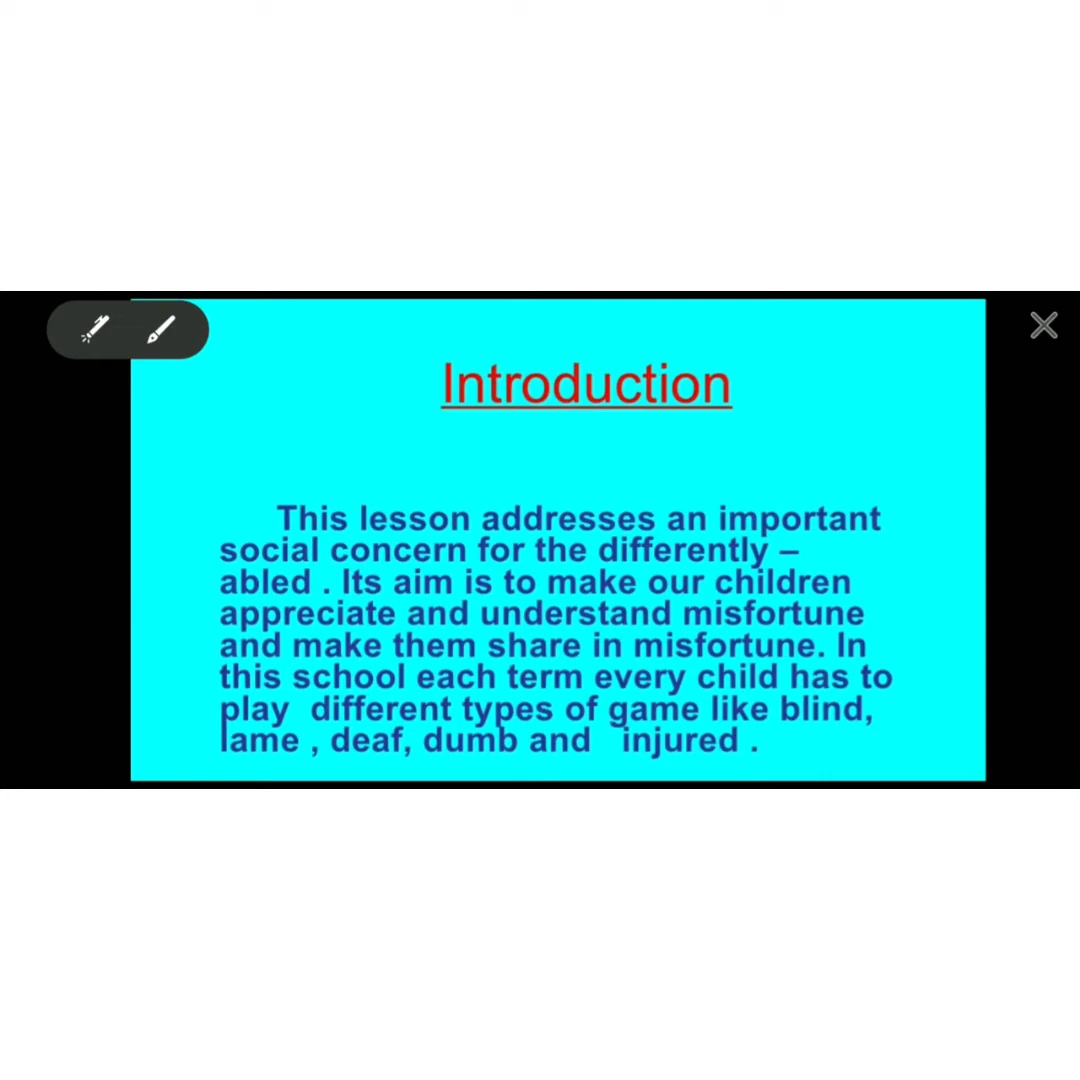 Introduction
This lesson addresses an important
social concern for the differently –
abled . Its aim is to make our children
appreciate and understand misfortune
and make them share in misfortune. In
this school each term every child has to
play  different types of game like blind,
lame , deaf, dumb and   injured .